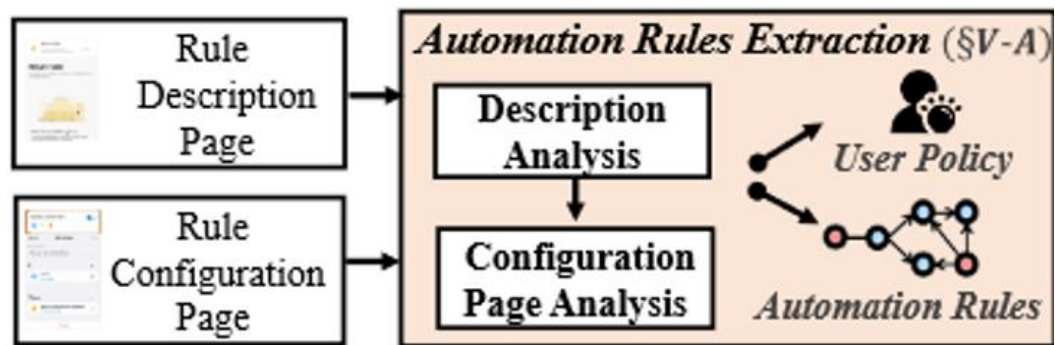 Rule
Description
Page
Rule
Configuration
Page
Automation Rules Extraction (§V-A)
Description
Analysis
Configuration
Page Analysis
User Policy
Automation Rules